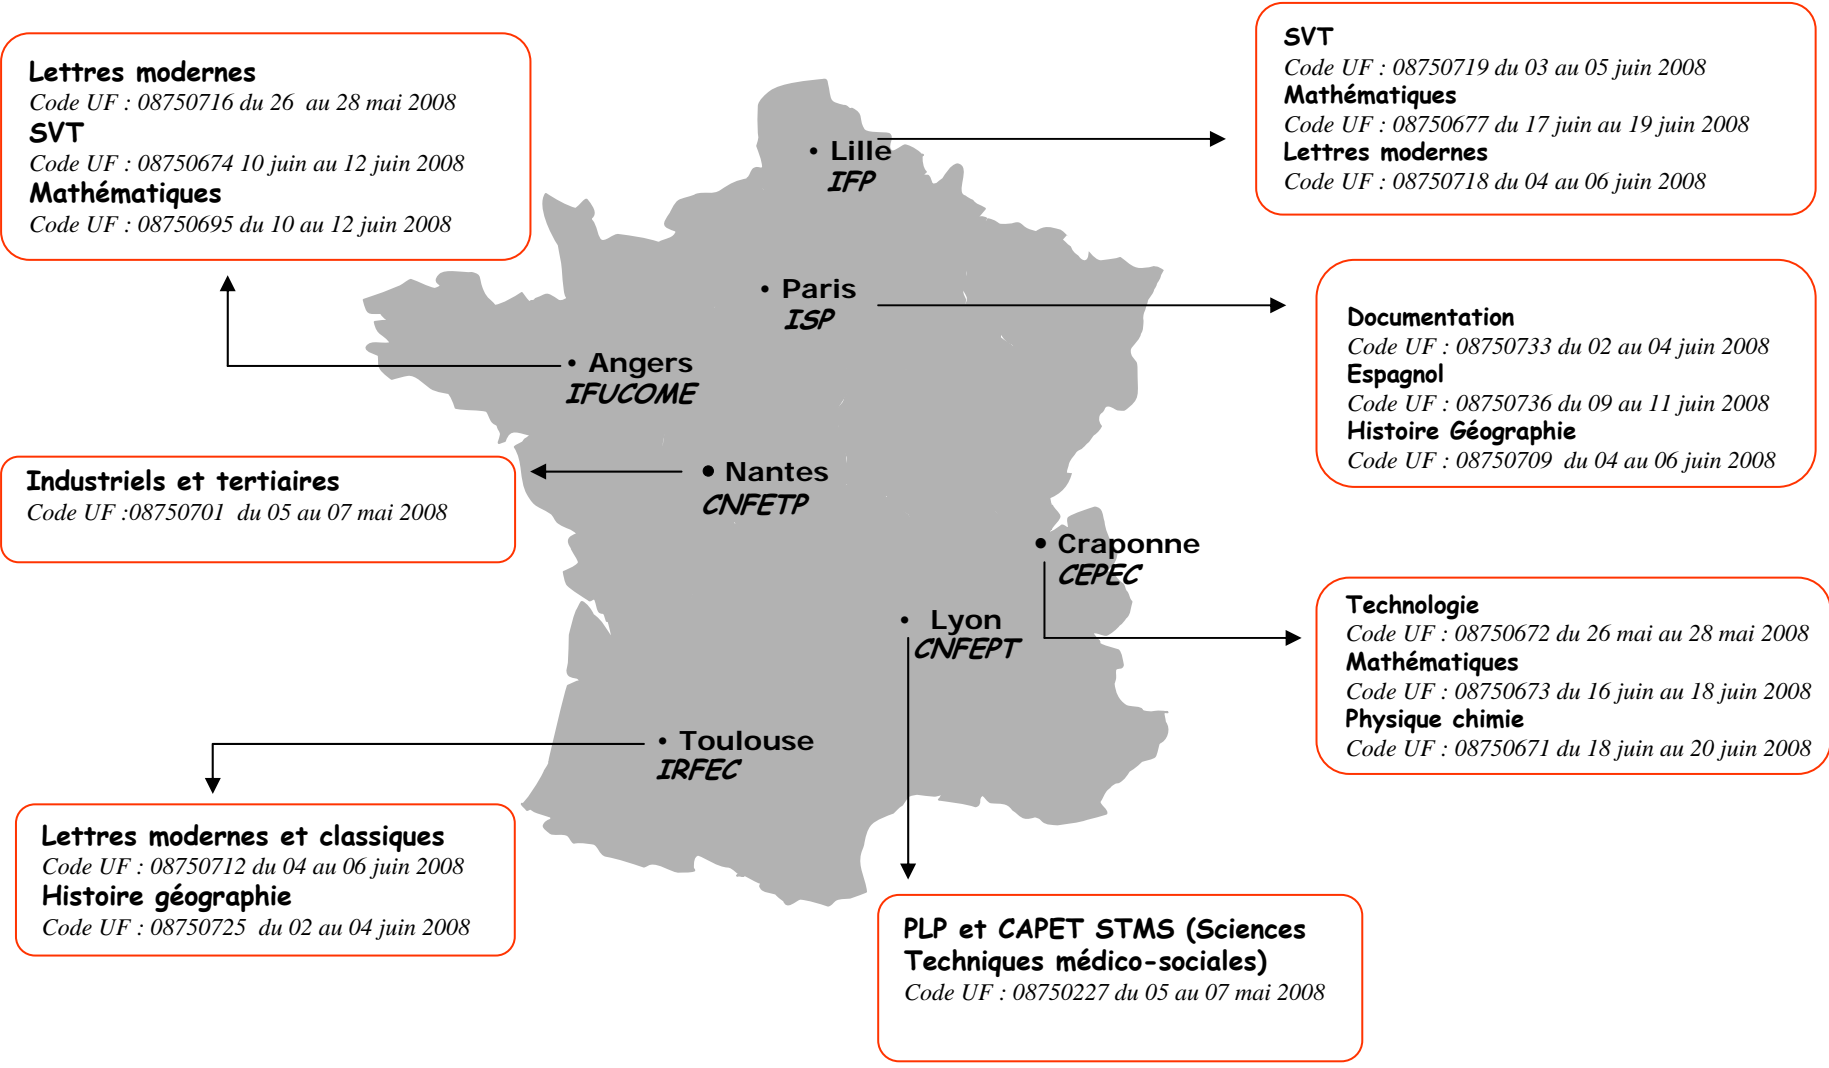 Lettres modernes
Code UF : 08750716 du 26 au 28 mai 2008
SVT
Code UF : 08750674 10 juin au 12 juin 2008
Mathématiques
Code UF : 08750695 du 10 au 12 juin 2008
SVT
Code UF : 08750719 du 03 au 05 juin 2008
Mathématiques
Code UF : 08750677 du 17 juin au 19 juin 2008
Lettres modernes
Code UF : 08750718 du 04 au 06 juin 2008
• Lille
IFP
• Paris
ISP
Documentation
Code UF : 08750733 du 02 au 04 juin 2008
Espagnol
Code UF : 08750736 du 09 au 11 juin 2008
Histoire Géographie
Code UF : 08750709 du 04 au 06 juin 2008
• Angers
IFUCOME
Industriels et tertiaires
Code UF :08750701 du 05 au 07 mai 2008
• Nantes
CNFETP
• Craponne
CEPEC
Technologie
Code UF : 08750672 du 26 mai au 28 mai 2008
Mathématiques
Code UF : 08750673 du 16 juin au 18 juin 2008
Physique chimie
Code UF : 08750671 du 18 juin au 20 juin 2008
• Lyon
CNFEPT
• Toulouse
IRFEC
Lettres modernes et classiques
Code UF : 08750712 du 04 au 06 juin 2008
Histoire géographie
Code UF : 08750725 du 02 au 04 juin 2008
PLP et CAPET STMS (Sciences
Techniques médico-sociales)
Code UF : 08750227 du 05 au 07 mai 2008